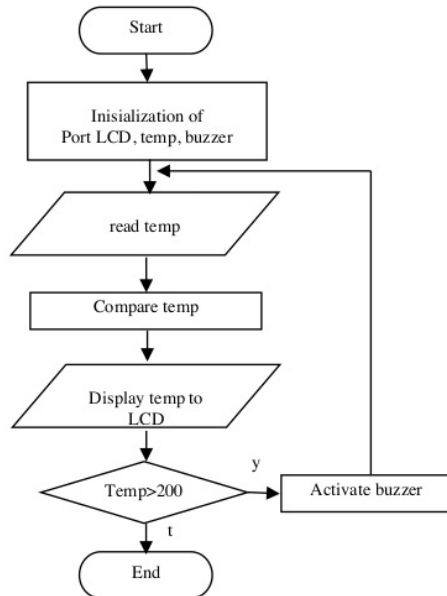 Start
Inisialization of
Port LCD, temp, buzzer
read temp
Compare temp
Display temp to
LCD
Temp>200
y
Activate buzzer
t
End